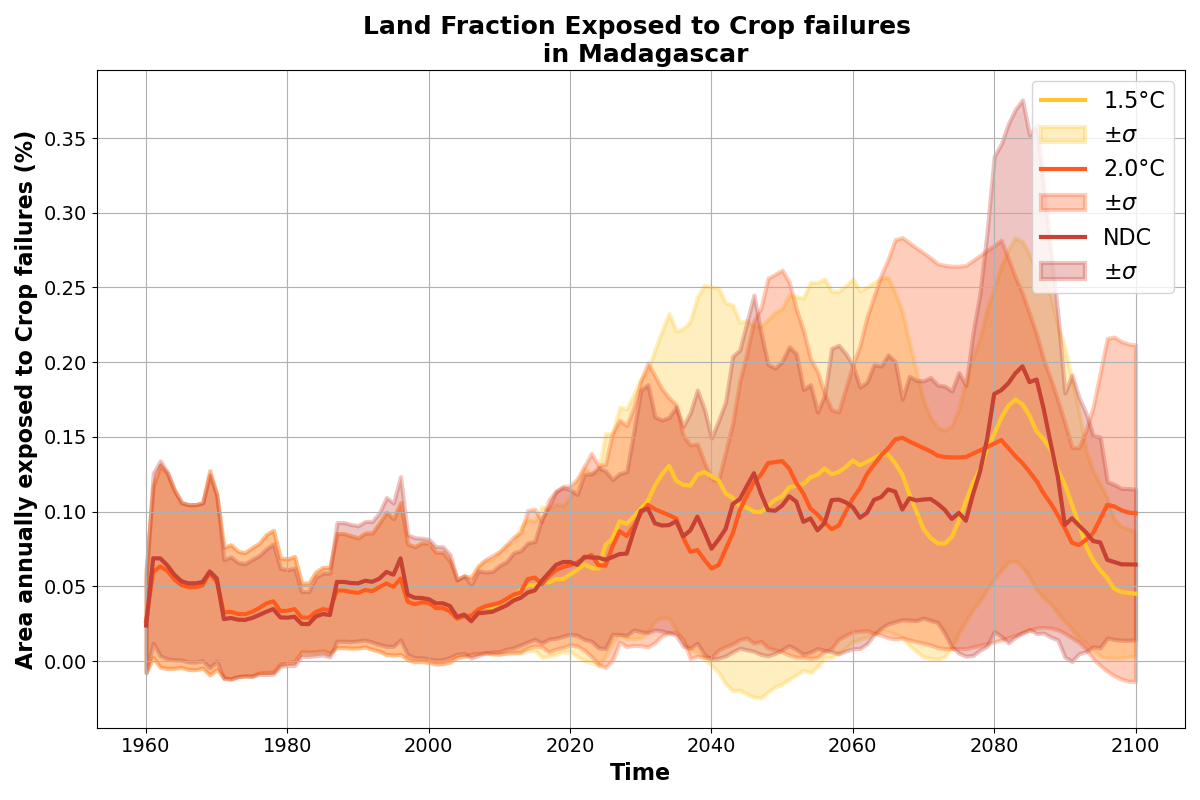 Land Fraction Exposed to Crop failures
in Madagascar
Area annually exposed to Crop failures (%)
0.35
0.30
0.25
0.20
0.15
0.10
0.05
0.00
1960
1980
2000
2020
2040
2060
2080
2100
Time
1.5°C
±σ
2.0°C
±σ
NDC
±σ